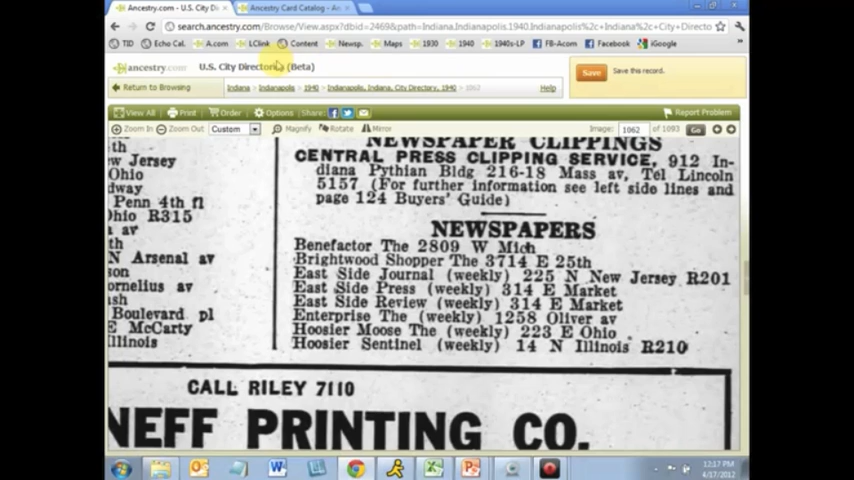 Ancestry.com - U.S. City Di
Ancestry Card Catalog - An
search.ancestry.com/Browse/View.aspx?dbid=2469&path=Indiana.Indianapolis.1940.Indianapolis%2c+Indiana%2c+City+Directo
TID Echo Cal. A.com LClink Content Newsp. Maps 1930 1940 1940s-LP FB-Acom Facebook iGoogle
ancestry.com U.S. City Directories (Beta)
Save Save this record.
Return to Browsing Indiana Indianapolis 1940 Indianapolis, Indiana, City Directory, 1940 1062 Help
View All Print Order Options Share: Report Problem
Zoom In Zoom Out Custom Magnify Rotate Mirror Image: 1062 of 1093 Go
NEWSPAPER CLIPPINGS
CENTRAL PRESS CLIPPING SERVICE, 912 In-
diana Pythian Bldg 216-18 Mass av, Tel Lincoln
5157 (For further information see left side lines and
page 124 Buyers' Guide)
NEWSPAPERS
Benefactor The 2809 W Mich
Brightwood Shopper The 3714 E 25th
East Side Journal (weekly) 225 N New Jersey R201
East Side Press (weekly) 314 E Market
East Side Review (weekly) 314 E Market
Enterprise The (weekly) 1258 Oliver av
Hoosier Moose The (weekly) 223 E Ohio
Hoosier Sentinel (weekly) 14 N Illinois R210
th
w Jersey
Ohio
dway
Penn 4th fl
Ohio R315
av
th
N Arsenal av
son
ornelius av
sh
Boulevard pl
E McCarty
llinois
CALL RILEY 7110
NEFF PRINTING CO.
12:17 PM
4/17/2012